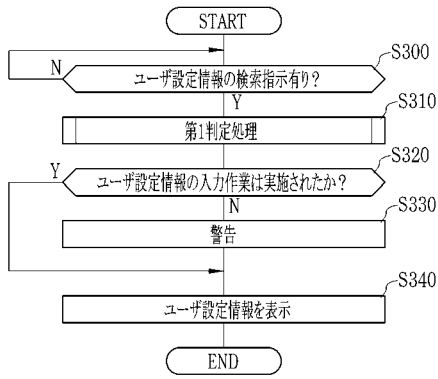 START
S300
N
ユーザ設定情報の検索指示有り?
Y
S310
第1判定処理
S320
Y
ユーザ設定情報の入力作業は実施されたか?
N
S330
警告
S340
ユーザ設定情報を表示
END